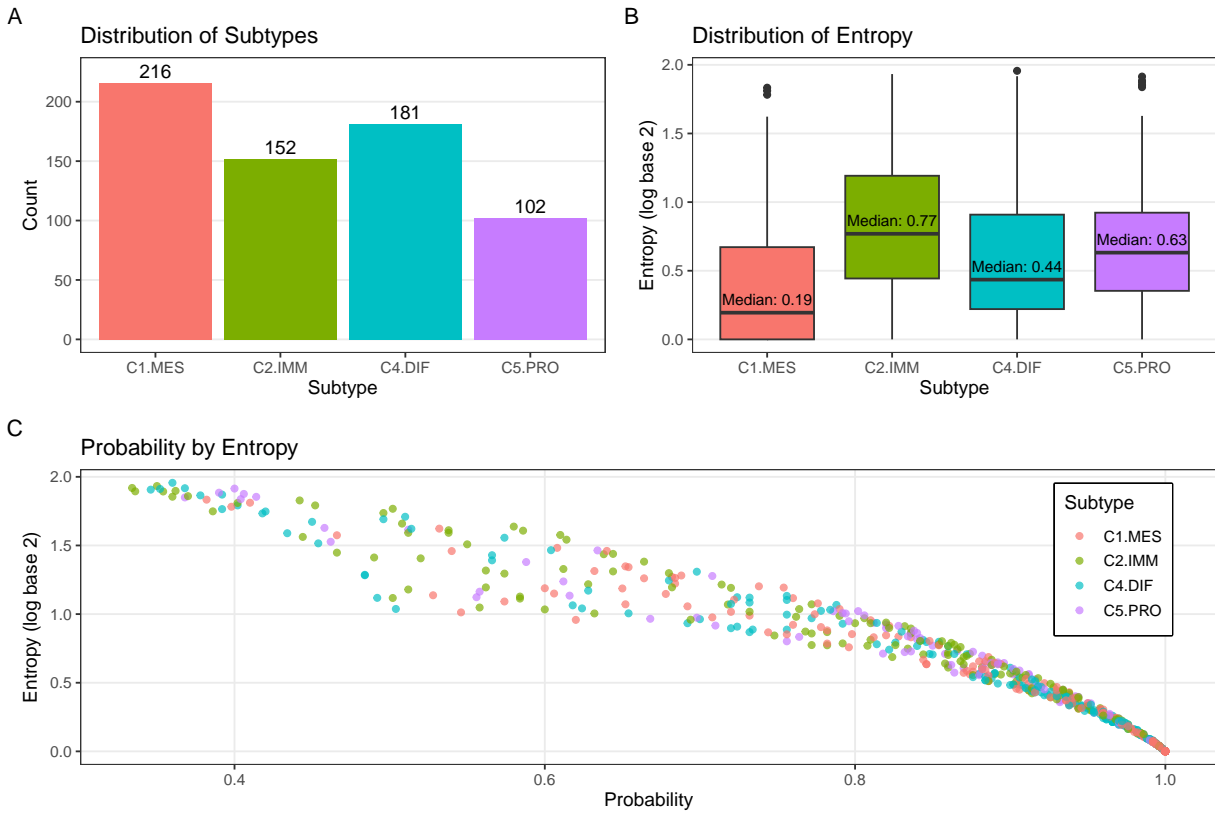 A
Distribution of Subtypes
216
152
181
102
200
150
100
50
0
Count
C1.MES
C2.IMM
C4.DIF
C5.PRO
Subtype
B
Distribution of Entropy
2.0
1.5
1.0
0.5
0.0
Entropy (log base 2)
Median: 0.19
Median: 0.77
Median: 0.44
Median: 0.63
C1.MES
C2.IMM
C4.DIF
C5.PRO
Subtype
C
Probability by Entropy
2.0
1.5
1.0
0.5
0.0
Entropy (log base 2)
0.4
0.6
0.8
1.0
Probability
Subtype
C1.MES
C2.IMM
C4.DIF
C5.PRO